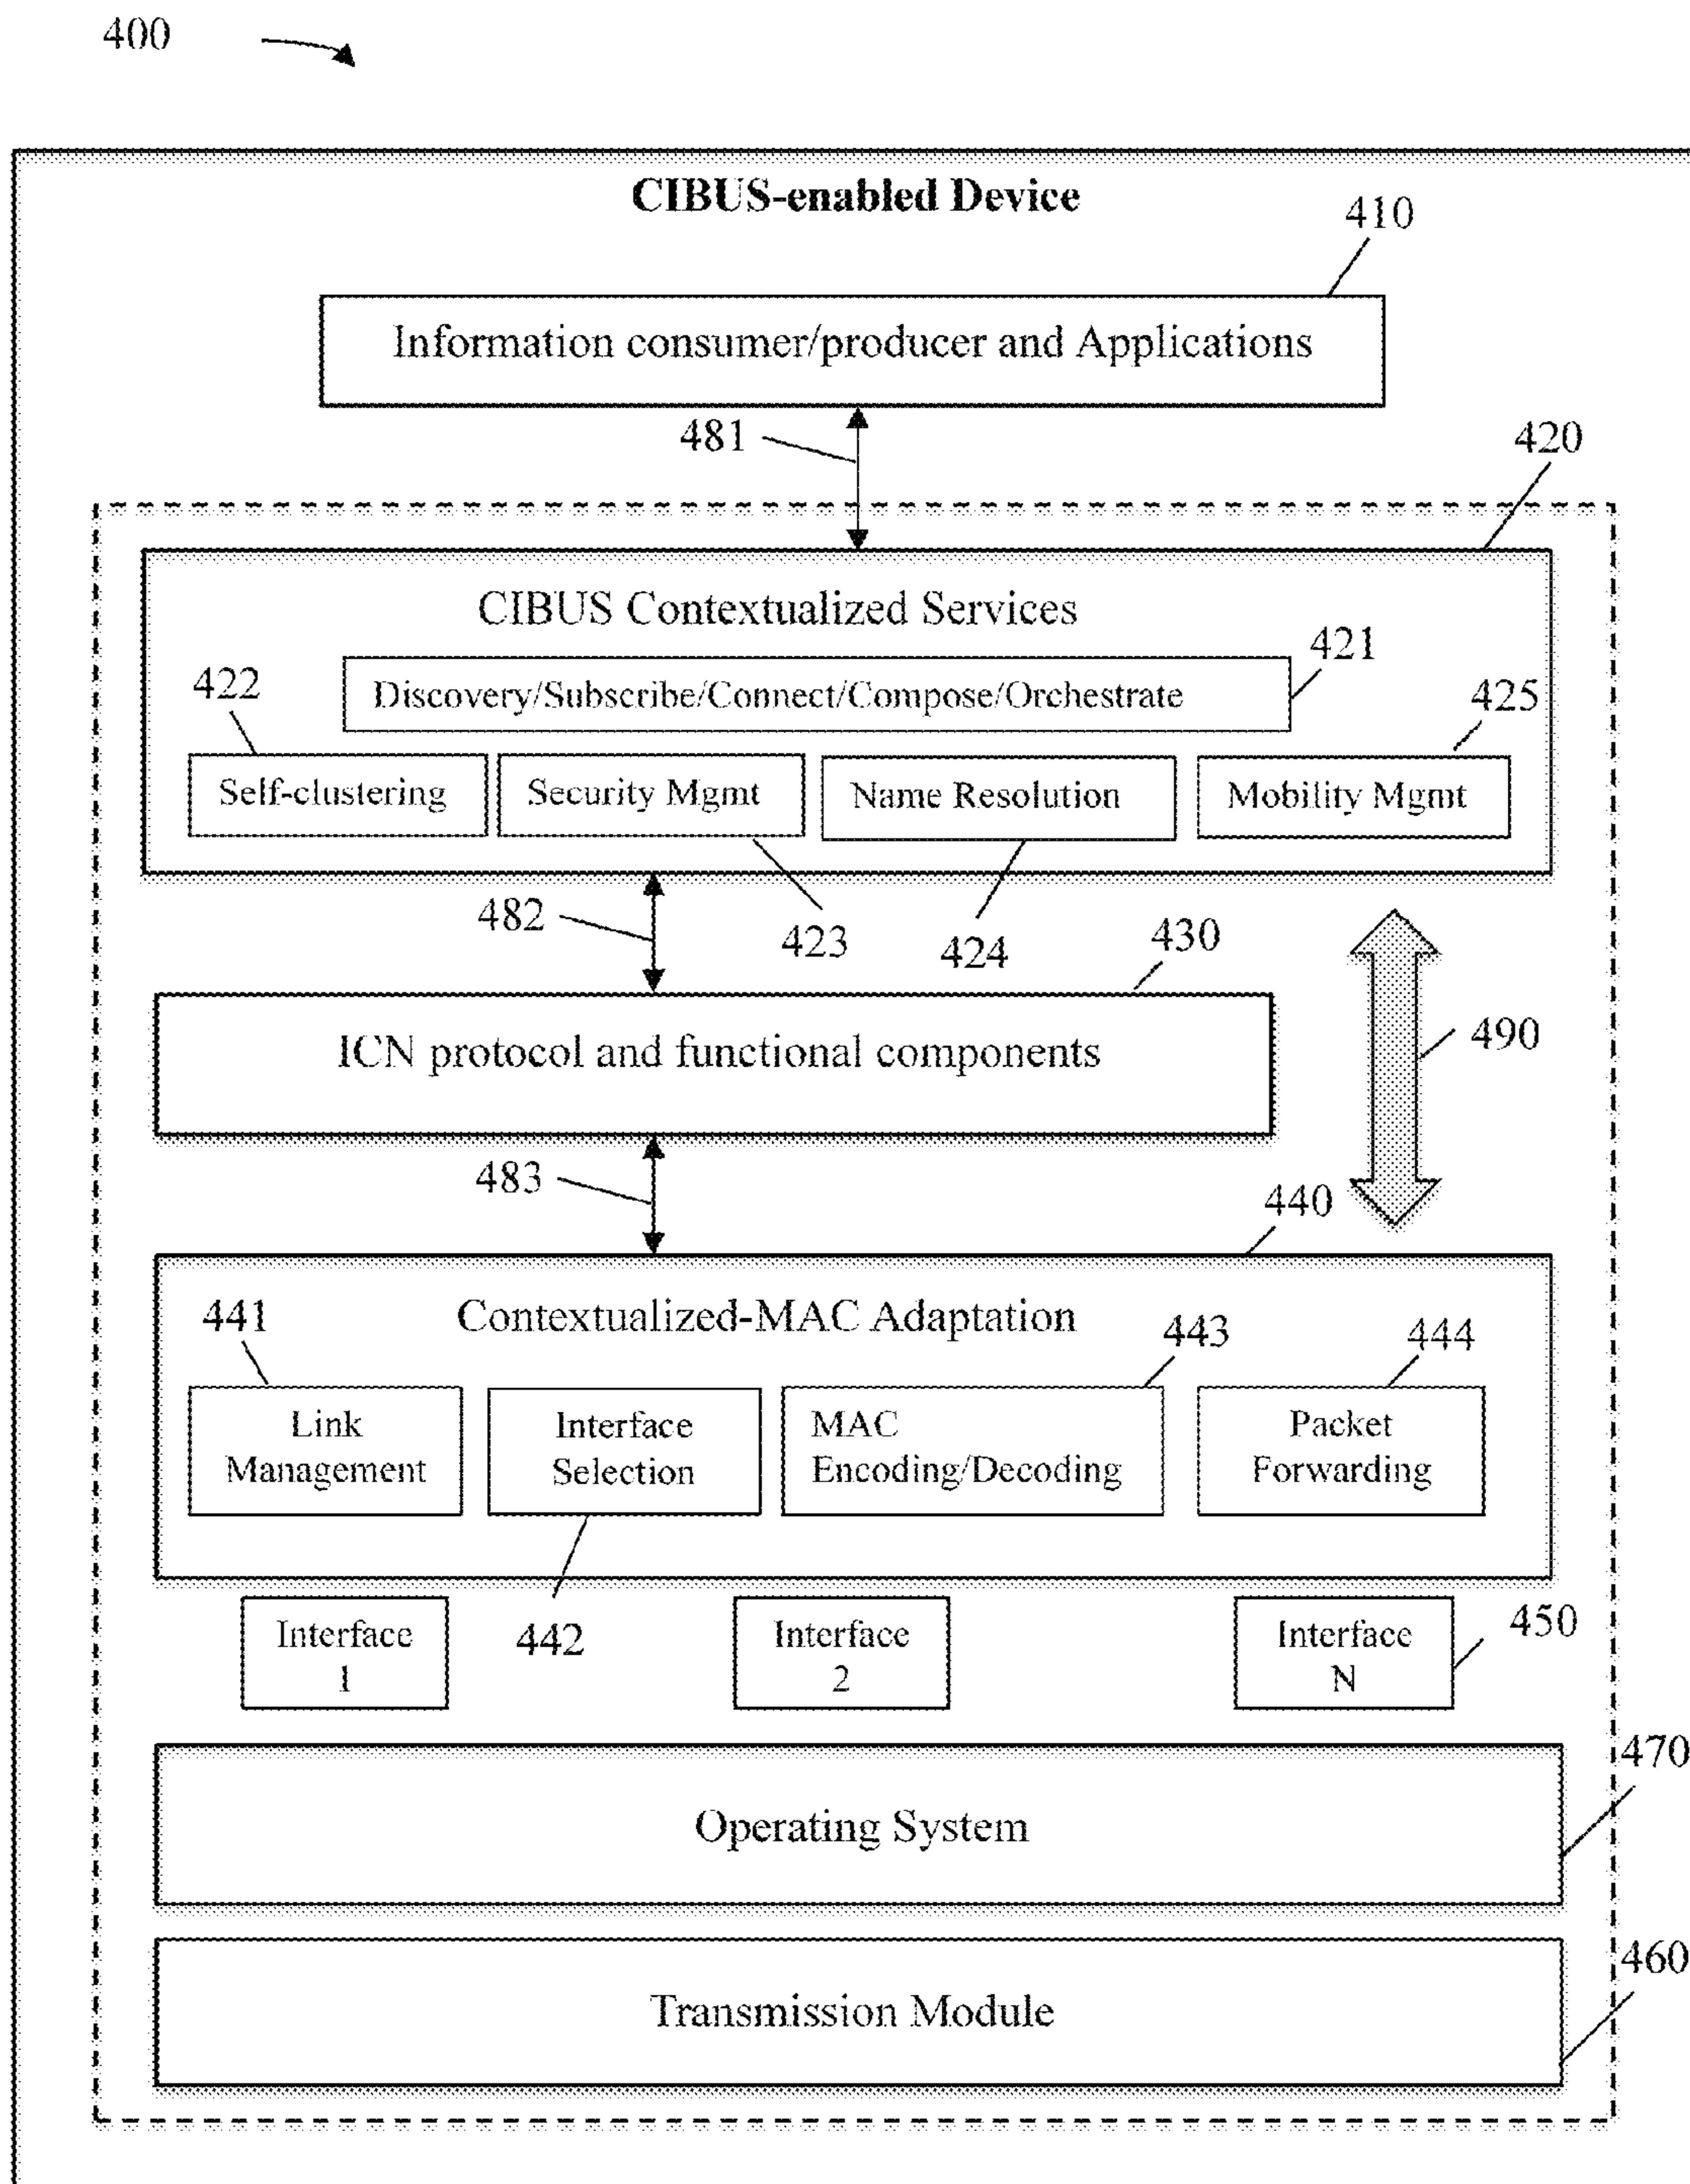 400
CIBUS-enabled Device
410
Information consumer/producer and Applications
481
420
CIBUS Contextualized Services
421
422
Discovery/Subscribe/Connect/Compose/Orchestrate
425
Self-clustering
Security Mgmt
Name Resolution
Mobility Mgmt
482
423
424
430
ICN protocol and functional components
490
483
440
441
Contextualized-MAC Adaptation
443
444
Link
Management
Interface
Selection
MAC
Encoding/Decoding
Packet
Forwarding
Interface
1
442
Interface
2
Interface
N
450
470
Operating System
460
Transmission Module